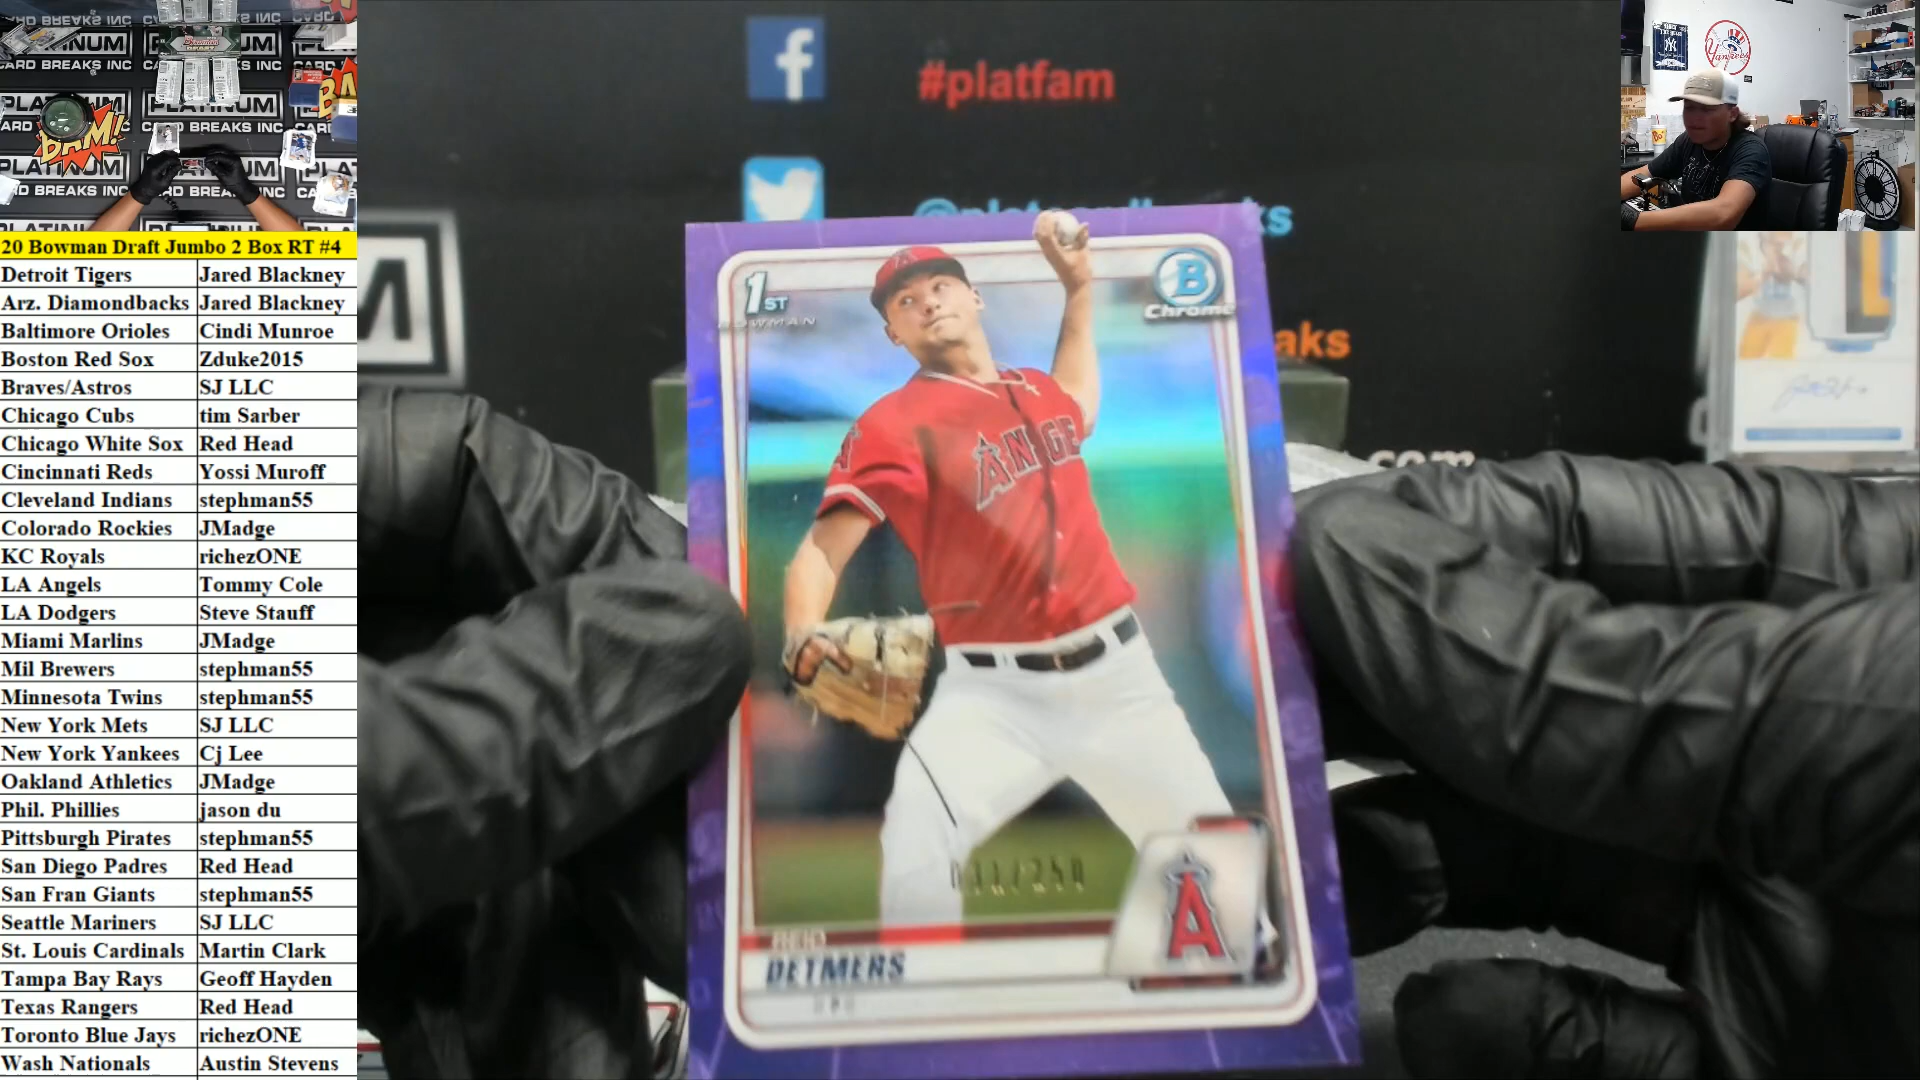 PLATINUM
CARD BREAKS INC
BAM!
#platfam
20 Bowman Draft Jumbo 2 Box RT #4
Detroit Tigers Jared Blackney
Arz. Diamondbacks Jared Blackney
Baltimore Orioles Cindi Munroe
Boston Red Sox Zduke2015
Braves/Astros SJ LLC
Chicago Cubs tim Sarber
Chicago White Sox Red Head
Cincinnati Reds Yossi Muroff
Cleveland Indians stephman55
Colorado Rockies JMadge
KC Royals richezONE
LA Angels Tommy Cole
LA Dodgers Steve Stauff
Miami Marlins JMadge
Mil Brewers stephman55
Minnesota Twins stephman55
New York Mets SJ LLC
New York Yankees Cj Lee
Oakland Athletics JMadge
Phil. Phillies jason du
Pittsburgh Pirates stephman55
San Diego Padres Red Head
San Fran Giants stephman55
Seattle Mariners SJ LLC
St. Louis Cardinals Martin Clark
Tampa Bay Rays Geoff Hayden
Texas Rangers Red Head
Toronto Blue Jays richezONE
Wash Nationals Austin Stevens
1ST
BOWMAN
B
Chrome
ANGE
A
REID
DETMERS
Yankees